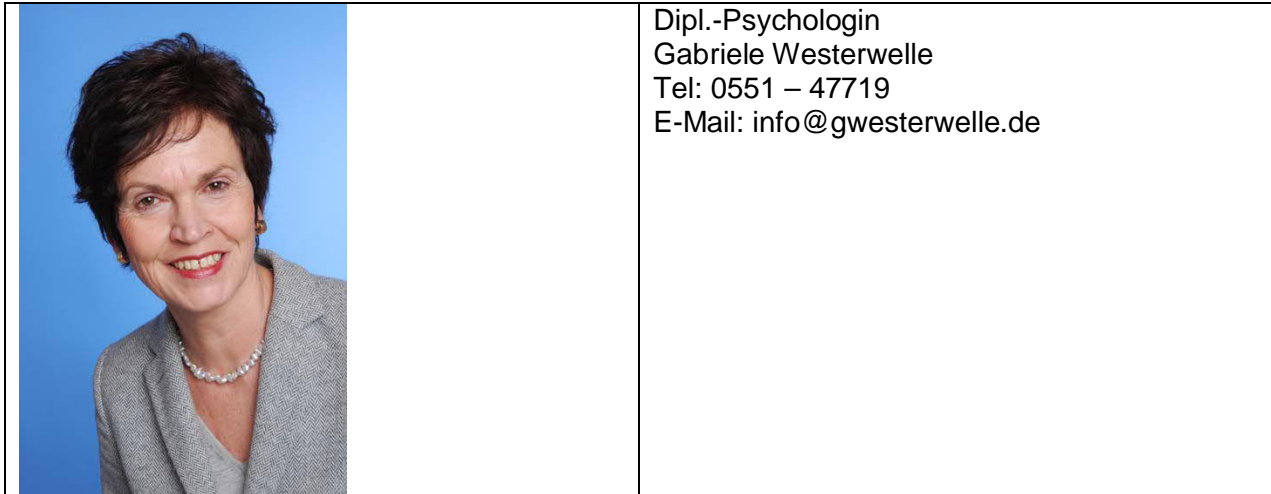 Dipl.-Psychologin
Gabriele Westerwelle
Tel: 0551 – 47719
E-Mail: info@gwesterwelle.de